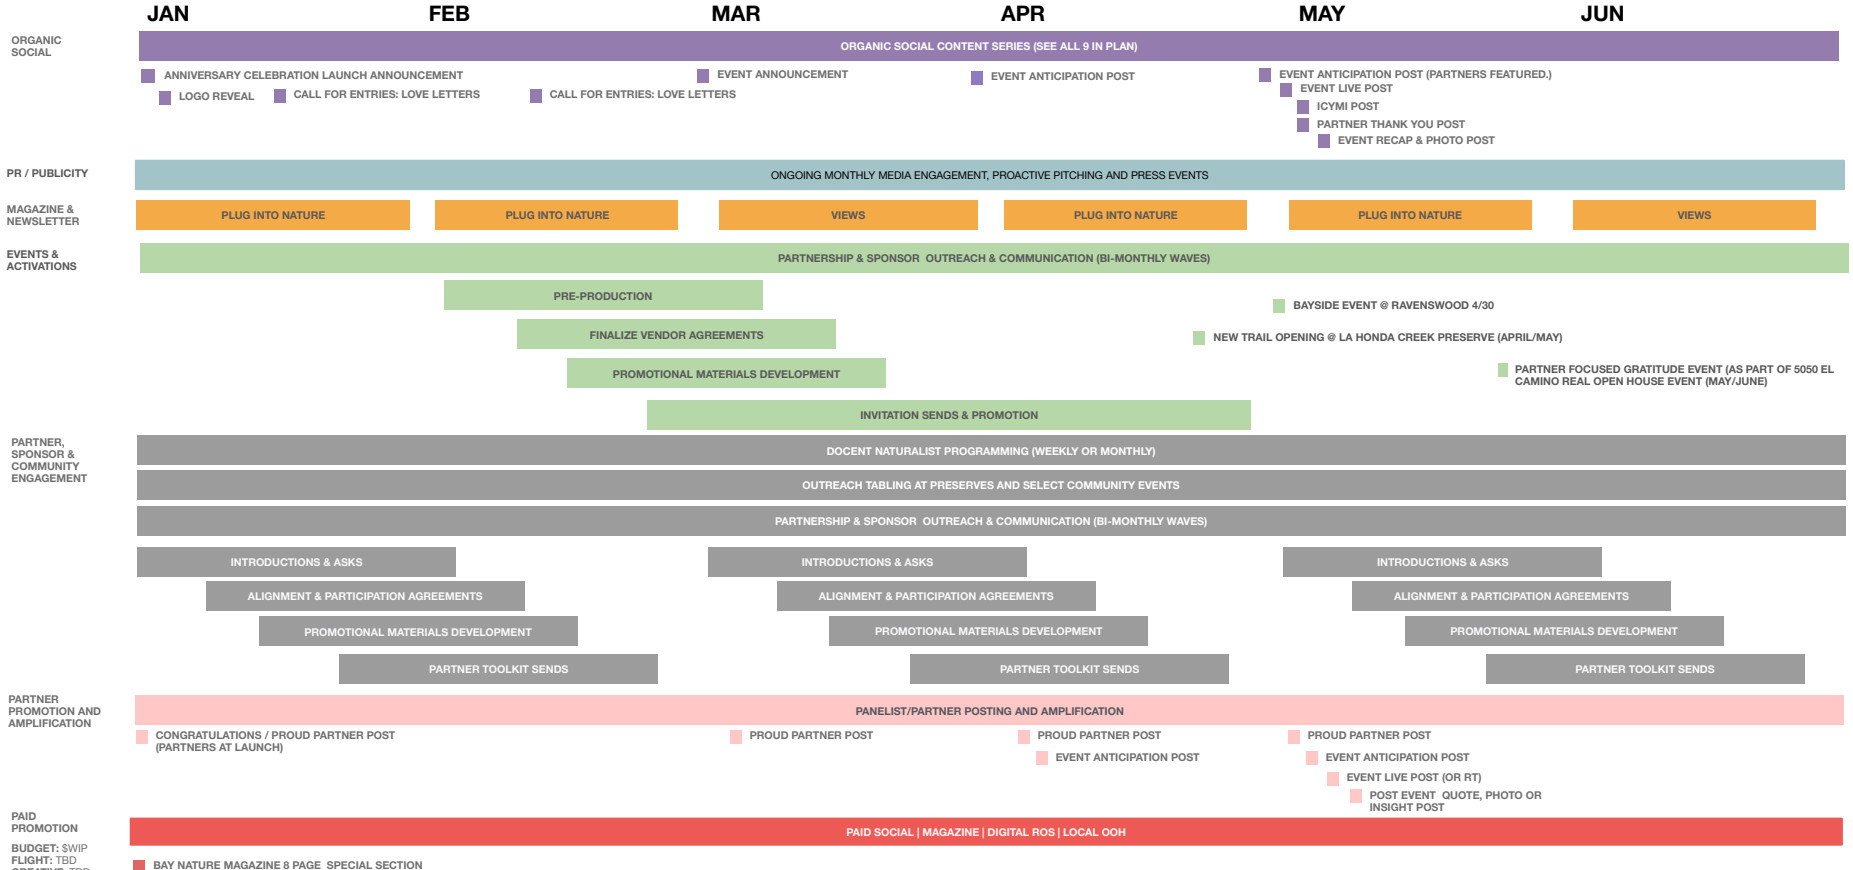 JAN FEB MAR APR MAY JUN
ORGANIC
SOCIAL
ORGANIC SOCIAL CONTENT SERIES (SEE ALL 9 IN PLAN)
ANNIVERSARY CELEBRATION LAUNCH ANNOUNCEMENT
LOGO REVEAL
CALL FOR ENTRIES: LOVE LETTERS
CALL FOR ENTRIES: LOVE LETTERS
EVENT ANNOUNCEMENT
EVENT ANTICIPATION POST
EVENT ANTICIPATION POST (PARTNERS FEATURED.)
EVENT LIVE POST
ICYMI POST
PARTNER THANK YOU POST
EVENT RECAP & PHOTO POST
PR / PUBLICITY
ONGOING MONTHLY MEDIA ENGAGEMENT, PROACTIVE PITCHING AND PRESS EVENTS
MAGAZINE &
NEWSLETTER
PLUG INTO NATURE
PLUG INTO NATURE
VIEWS
PLUG INTO NATURE
PLUG INTO NATURE
VIEWS
EVENTS &
ACTIVATIONS
PARTNERSHIP & SPONSOR  OUTREACH & COMMUNICATION (BI-MONTHLY WAVES)
PRE-PRODUCTION
FINALIZE VENDOR AGREEMENTS
PROMOTIONAL MATERIALS DEVELOPMENT
INVITATION SENDS & PROMOTION
BAYSIDE EVENT @ RAVENSWOOD 4/30
NEW TRAIL OPENING @ LA HONDA CREEK PRESERVE (APRIL/MAY)
PARTNER FOCUSED GRATITUDE EVENT (AS PART OF 5050 EL
CAMINO REAL OPEN HOUSE EVENT (MAY/JUNE)
PARTNER,
SPONSOR &
COMMUNITY
ENGAGEMENT
DOCENT NATURALIST PROGRAMMING (WEEKLY OR MONTHLY)
OUTREACH TABLING AT PRESERVES AND SELECT COMMUNITY EVENTS
PARTNERSHIP & SPONSOR  OUTREACH & COMMUNICATION (BI-MONTHLY WAVES)
INTRODUCTIONS & ASKS
INTRODUCTIONS & ASKS
INTRODUCTIONS & ASKS
ALIGNMENT & PARTICIPATION AGREEMENTS
ALIGNMENT & PARTICIPATION AGREEMENTS
ALIGNMENT & PARTICIPATION AGREEMENTS
PROMOTIONAL MATERIALS DEVELOPMENT
PROMOTIONAL MATERIALS DEVELOPMENT
PROMOTIONAL MATERIALS DEVELOPMENT
PARTNER TOOLKIT SENDS
PARTNER TOOLKIT SENDS
PARTNER TOOLKIT SENDS
PARTNER
PROMOTION AND
AMPLIFICATION
PANELIST/PARTNER POSTING AND AMPLIFICATION
CONGRATULATIONS / PROUD PARTNER POST
(PARTNERS AT LAUNCH)
PROUD PARTNER POST
PROUD PARTNER POST
EVENT ANTICIPATION POST
PROUD PARTNER POST
EVENT ANTICIPATION POST
EVENT LIVE POST (OR RT)
POST EVENT  QUOTE, PHOTO OR
INSIGHT POST
PAID
PROMOTION
BUDGET: $WIP
FLIGHT: TBD
PAID SOCIAL | MAGAZINE | DIGITAL ROS | LOCAL OOH
BAY NATURE MAGAZINE 8 PAGE  SPECIAL SECTION